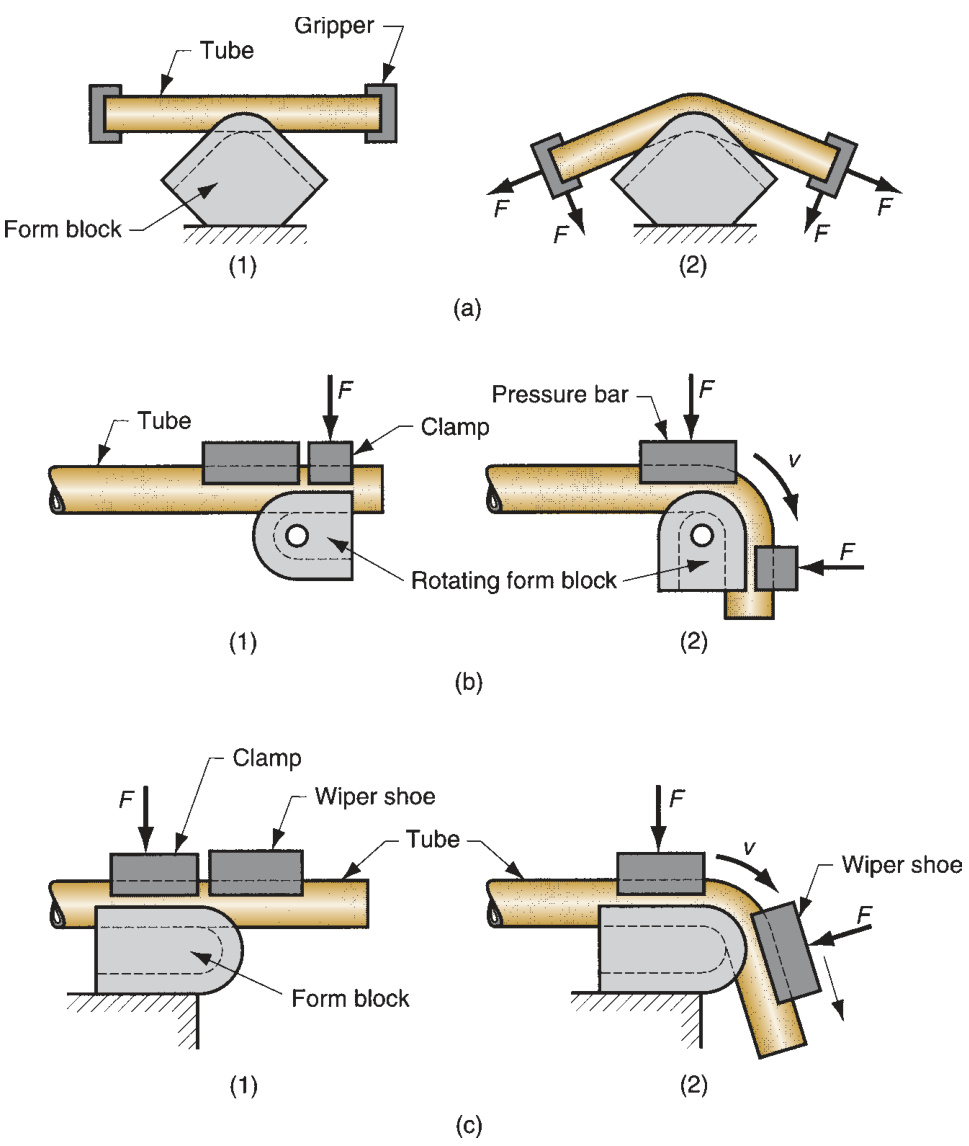 Gripper
Tube
Form block
F
F
F
F
(1)
(2)
(a)
F
Pressure bar
F
Tube
Clamp
v
F
Rotating form block
(1)
(2)
(b)
Clamp
F
Wiper shoe
F
Tube
v
Wiper shoe
F
Form block
(1)
(2)
(c)